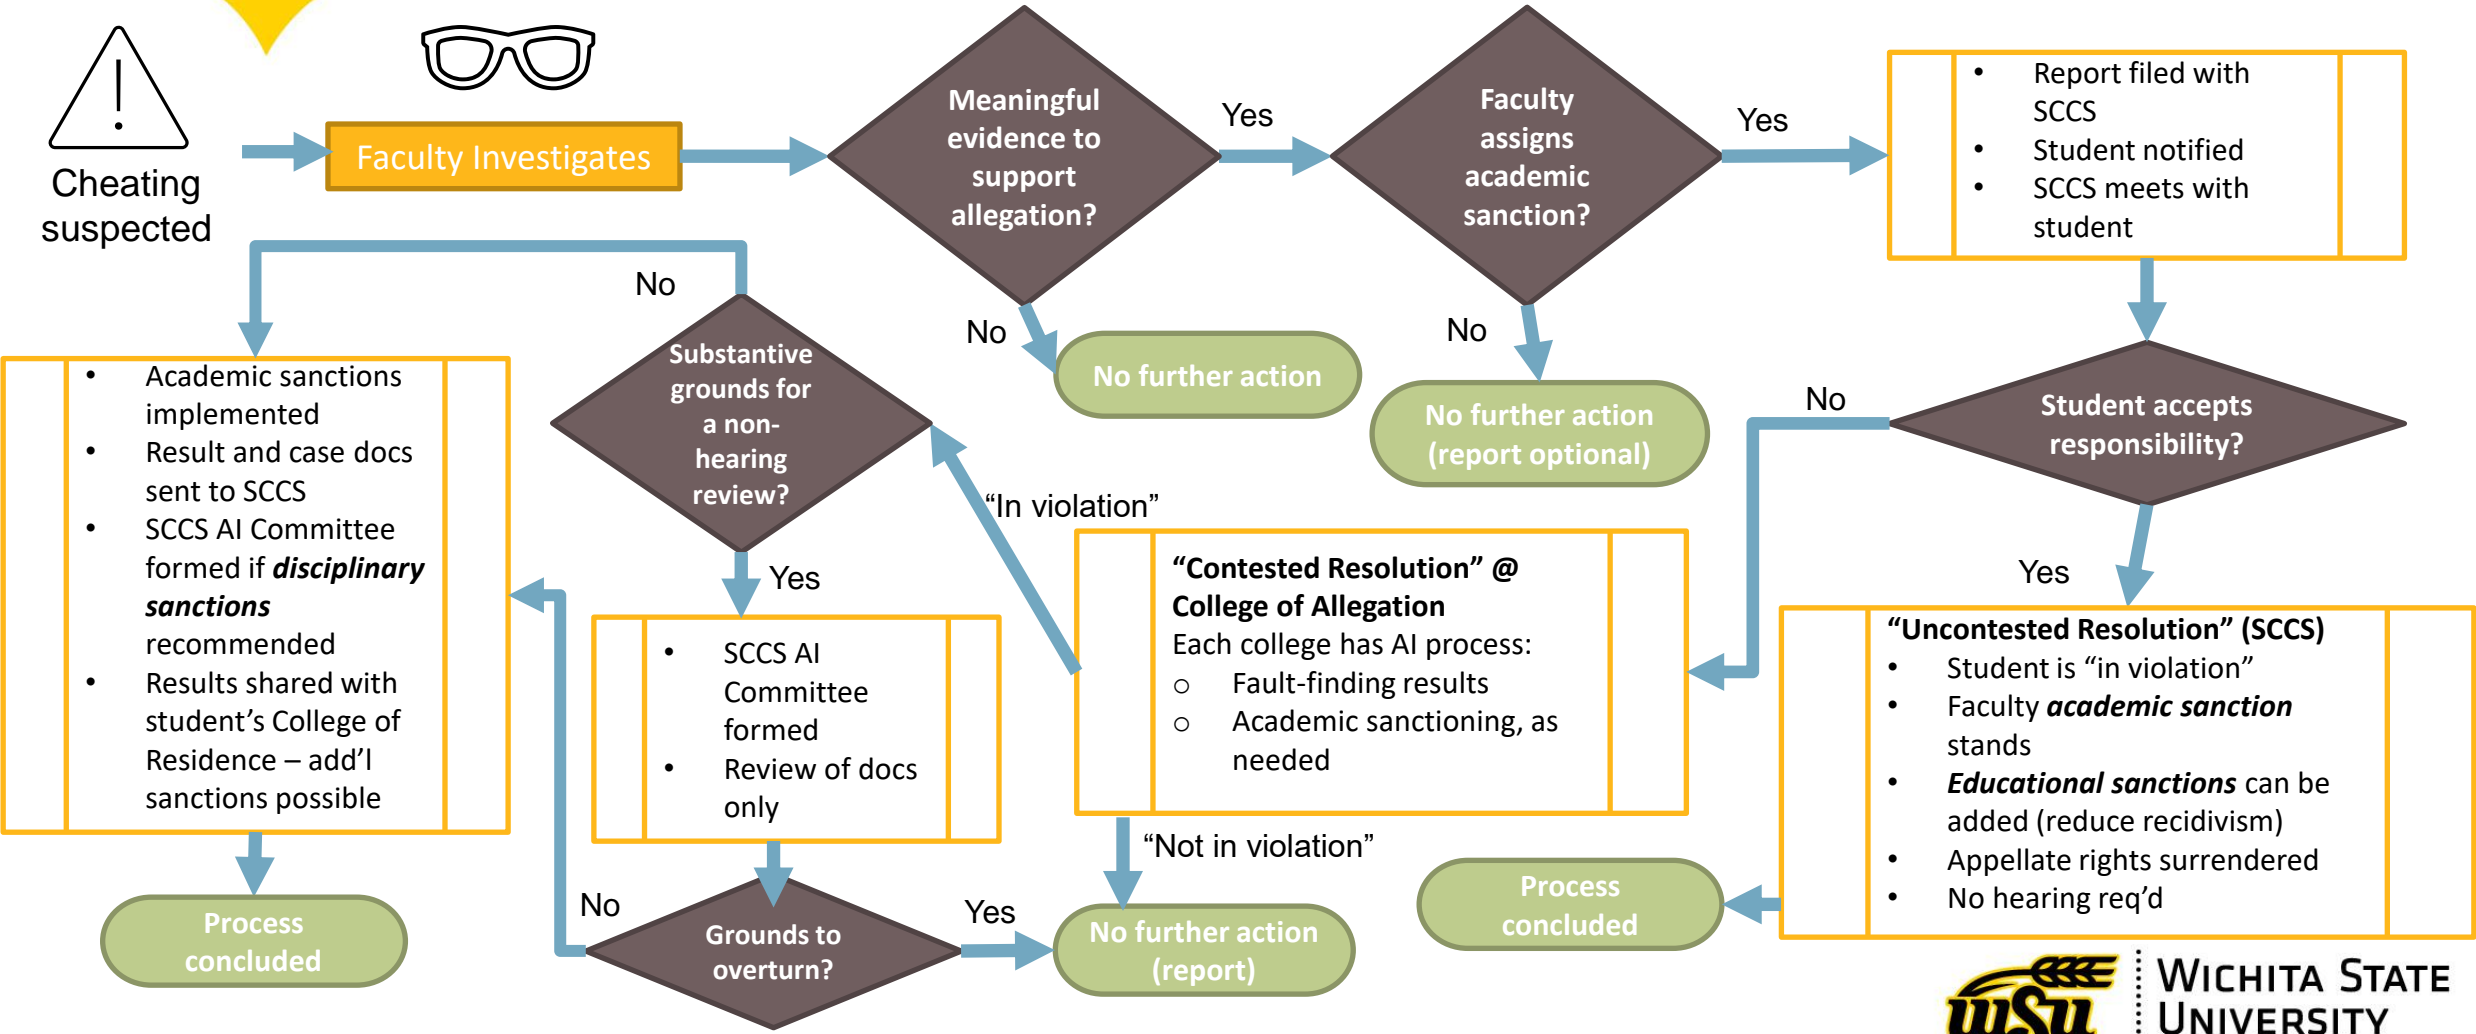 Cheating
suspected
Faculty Investigates
Meaningful
evidence to
support
allegation?
Yes
Faculty
assigns
academic
sanction?
Yes
• Report filed with
SCCS
• Student notified
• SCCS meets with
student
No
No further action
No
No further action
(report optional)
Student accepts
responsibility?
No
Yes
"Uncontested Resolution" (SCCS)
• Student is "in violation"
• Faculty academic sanction
stands
• Educational sanctions can be
added (reduce recidivism)
• Appellate rights surrendered
• No hearing req'd
Process
concluded
"Contested Resolution" @
College of Allegation
Each college has AI process:
o Fault-finding results
o Academic sanctioning, as
needed
"In violation"
"Not in violation"
No further action
(report)
Substantive
grounds for
a non-
hearing
review?
No
Yes
• SCCS AI
Committee
formed
• Review of docs
only
Grounds to
overturn?
Yes
No
• Academic sanctions
implemented
• Result and case docs
sent to SCCS
• SCCS AI Committee
formed if disciplinary
sanctions
recommended
• Results shared with
student's College of
Residence – add'l
sanctions possible
Process
concluded
WSU
WICHITA STATE
UNIVERSITY